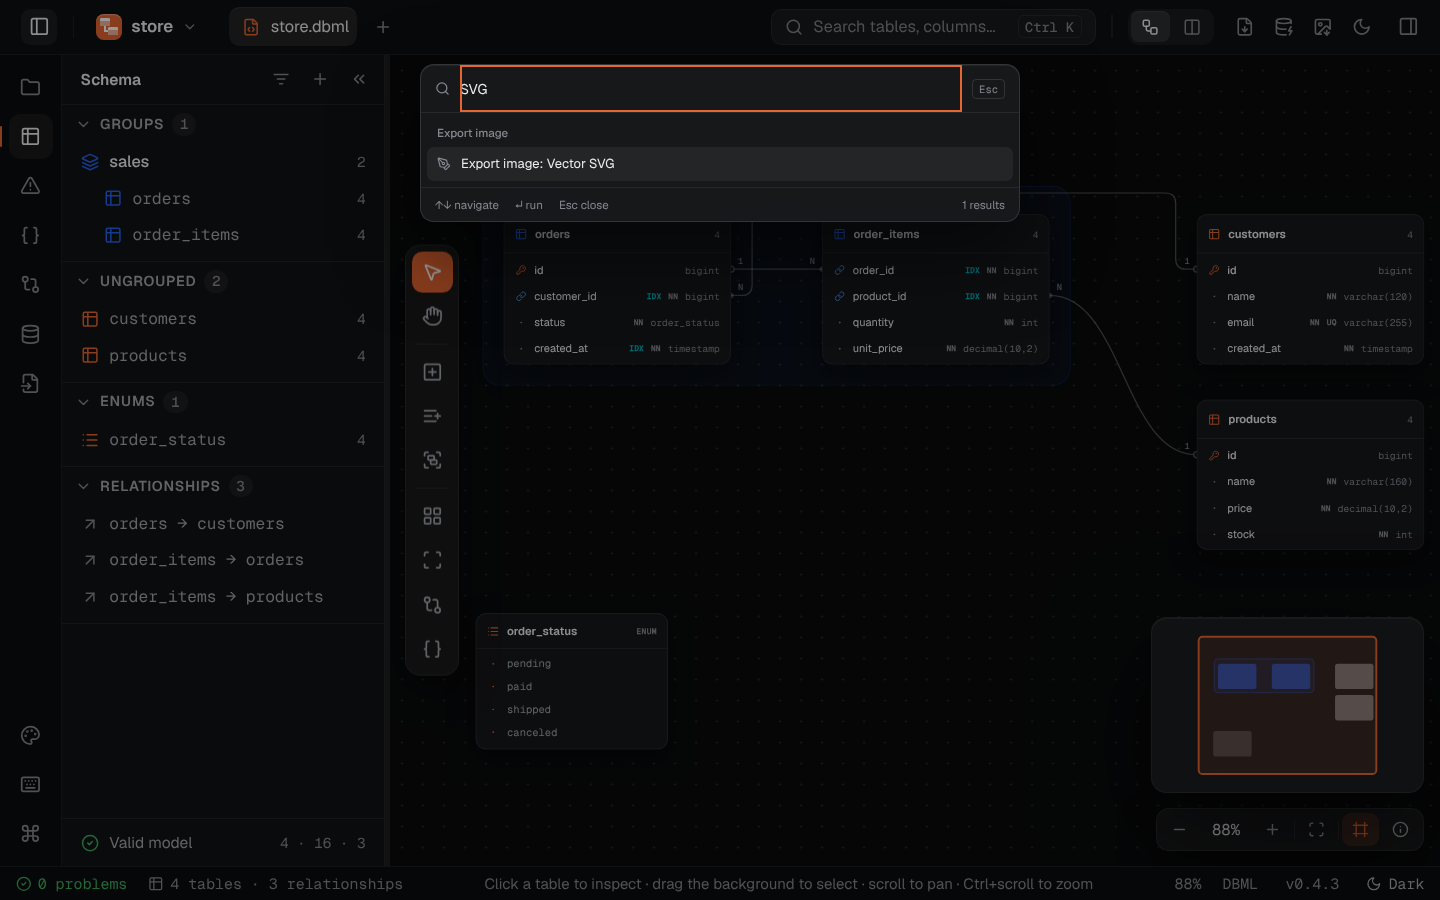 store
store.dbml
Search tables, columns...
Ctrl K
Schema
GROUPS 1
sales 2
orders 4
order_items 4
UNGROUPED 2
customers 4
products 4
ENUMS 1
order_status 4
RELATIONSHIPS 3
orders → customers
order_items → orders
order_items → products
Valid model 4 · 16 · 3
SVG
Esc
Export image
Export image: Vector SVG
↑↓ navigate ↵ run Esc close 1 results
orders 4
id bigint
customer_id IDX NN bigint
status NN order_status
created_at IDX NN timestamp
1 N
N
order_items 4
order_id IDX NN bigint
product_id IDX NN bigint
quantity NN int
unit_price NN decimal(10,2)
N
1
customers 4
id bigint
name NN varchar(120)
email NN UQ varchar(255)
created_at NN timestamp
1
products 4
id bigint
name NN varchar(160)
price NN decimal(10,2)
stock NN int
order_status ENUM
pending
paid
shipped
canceled
88%
0 problems 4 tables · 3 relationships Click a table to inspect · drag the background to select · scroll to pan · Ctrl+scroll to zoom 88% DBML v0.4.3 Dark